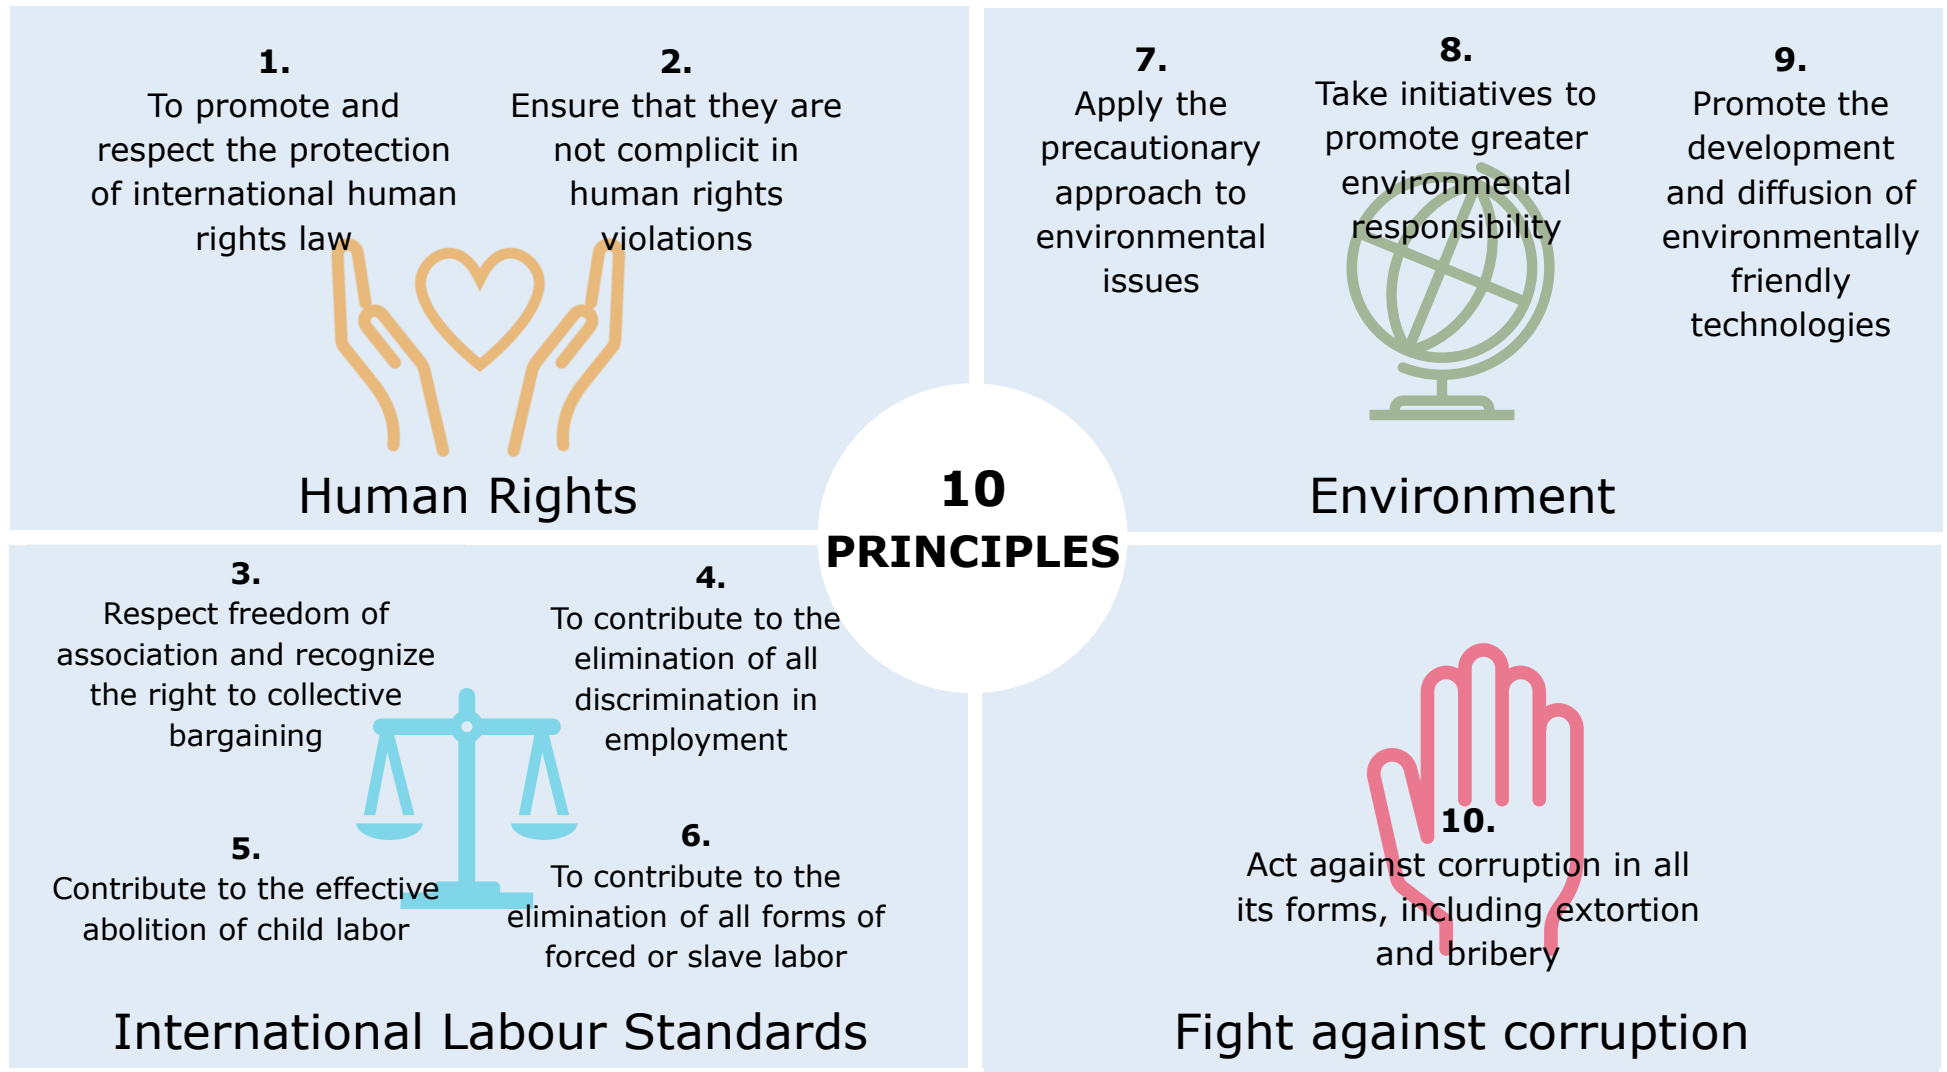 1.
To promote and
respect the protection
of international human
rights law
2.
Ensure that they are
not complicit in
human rights
violations
Human Rights
7.
Apply the
precautionary
approach to
environmental
issues
8.
Take initiatives to
promote greater
environmental
responsibility
9.
Promote the
development
and diffusion of
environmentally
friendly
technologies
Environment
10
PRINCIPLES
3.
Respect freedom of
association and recognize
the right to collective
bargaining
4.
To contribute to the
elimination of all
discrimination in
employment
5.
Contribute to the effective
abolition of child labor
6.
To contribute to the
elimination of all forms of
forced or slave labor
International Labour Standards
10.
Act against corruption in all
its forms, including extortion
and bribery
Fight against corruption